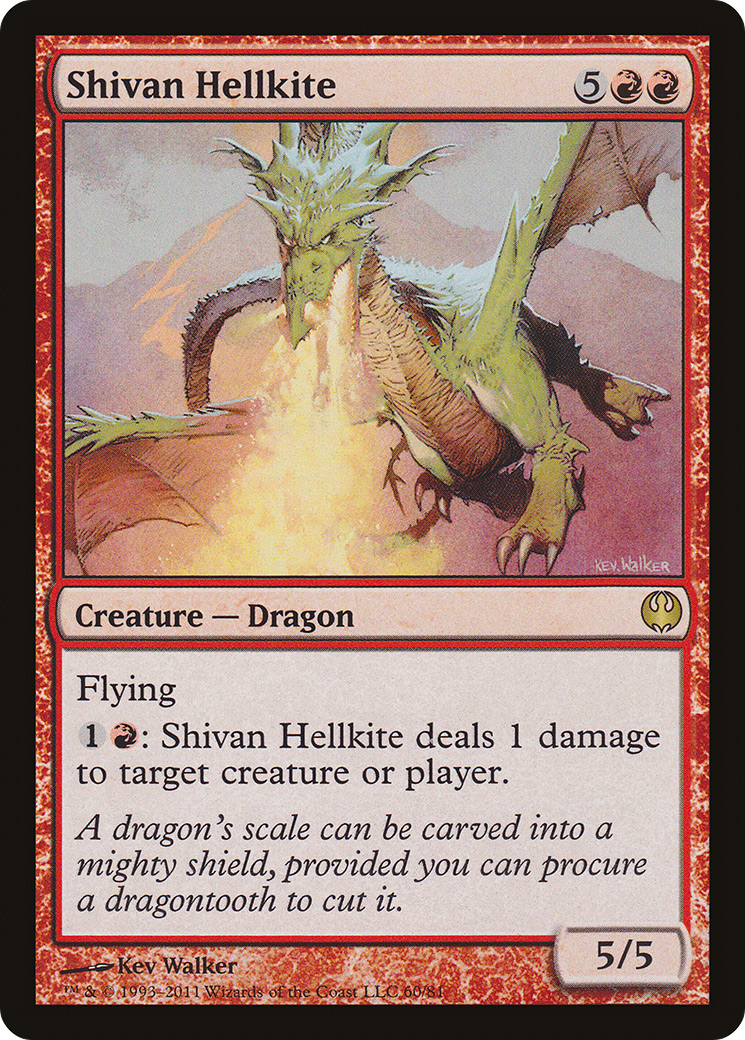 Shivan Hellkite 5
KEV. WALKER
Creature — Dragon
Flying
1 : Shivan Hellkite deals 1 damage
to target creature or player.
A dragon's scale can be carved into a
mighty shield, provided you can procure
a dragontooth to cut it.
5/5
Kev Walker
™ & © 1993–2011 Wizards of the Coast LLC 60/81